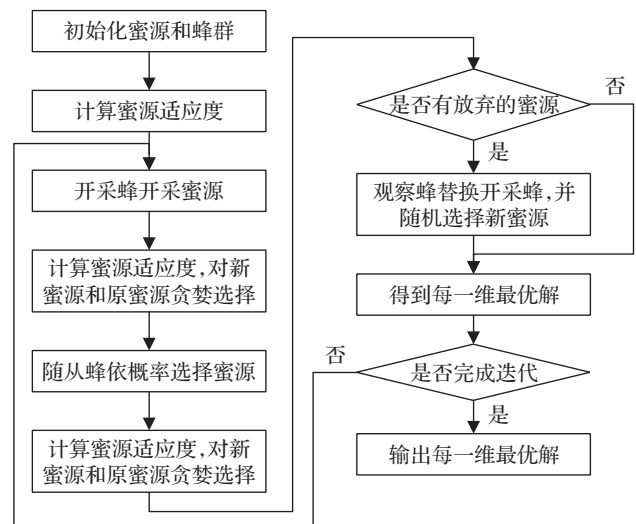 初始化蜜源和蜂群
计算蜜源适应度
开采蜂开采蜜源
计算蜜源适应度,对新
蜜源和原蜜源贪婪选择
随从蜂依概率选择蜜源
计算蜜源适应度,对新
蜜源和原蜜源贪婪选择
是否有放弃的蜜源
否
是
观察蜂替换开采蜂,并
随机选择新蜜源
得到每一维最优解
否
是否完成迭代
是
输出每一维最优解